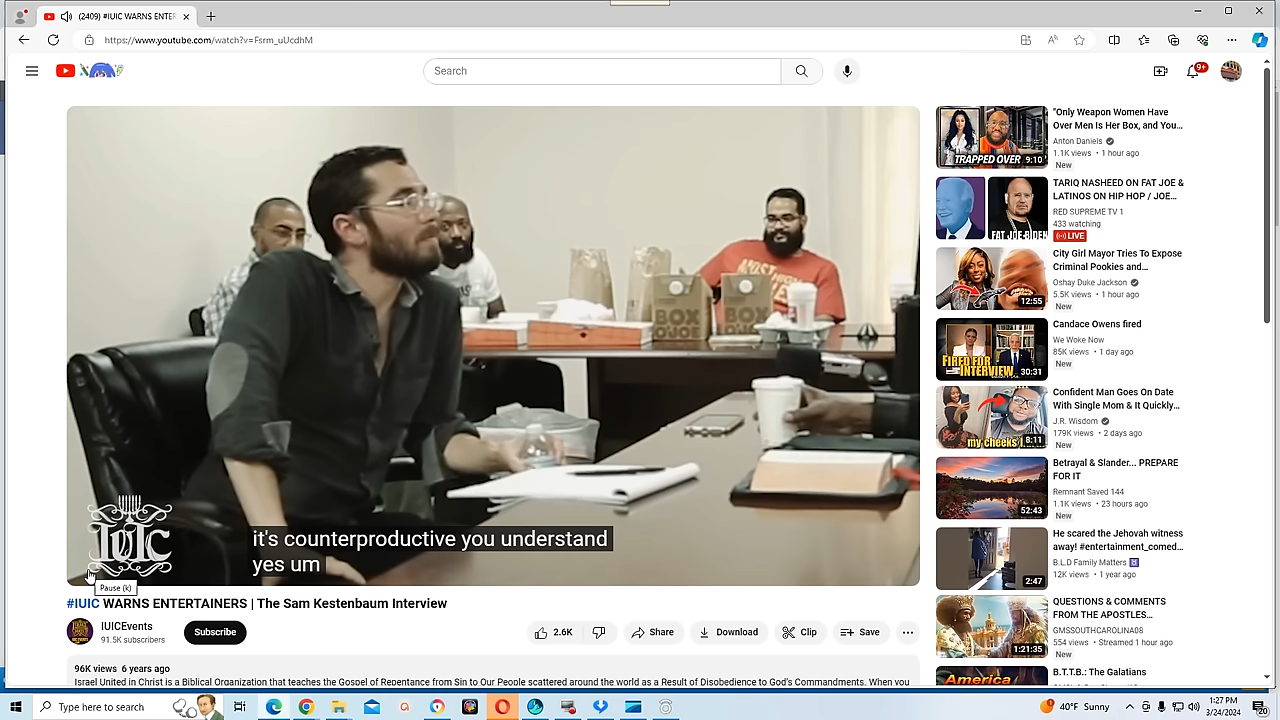 (2409) #IUIC WARNS ENTER
https://www.youtube.com/watch?v=Fsrm_uUcdhM
Search
9+
BOX
IUIC
it's counterproductive you understand
yes um
Pause (k)
#IUIC WARNS ENTERTAINERS | The Sam Kestenbaum Interview
IUICEvents
91.5K subscribers
Subscribe
2.6K
Share
Download
Clip
Save
96K views 6 years ago
Israel United in Christ is a Biblical Organization that teaches the Gospel of Repentance from Sin to Our People scattered around the world as a Result of Disobedience to God's Commandments. When you
TRAPPED OVER
9:10
"Only Weapon Women Have
Over Men Is Her Box, and You...
Anton Daniels
1.1K views • 1 hour ago
New
FAT JOE-BIDEN
TARIQ NASHEED ON FAT JOE &
LATINOS ON HIP HOP / JOE...
RED SUPREME TV 1
433 watching
LIVE
12:55
City Girl Mayor Tries To Expose
Criminal Pookies and...
Oshay Duke Jackson
5.5K views • 1 hour ago
New
FIRED FOR
INTERVIEW
30:31
Candace Owens fired
We Woke Now
85K views • 1 day ago
New
my cheeks
8:11
Confident Man Goes On Date
With Single Mom & It Quickly...
J.R. Wisdom
179K views • 2 days ago
New
52:43
Betrayal & Slander... PREPARE
FOR IT
Remnant Saved 144
1.1K views • 23 hours ago
New
2:47
He scared the Jehovah witness
away! #entertainment_comed...
B.L.D Family Matters
12K views • 1 year ago
1:21:35
QUESTIONS & COMMENTS
FROM THE APOSTLES...
GMSSOUTHCAROLINA08
554 views • Streamed 1 hour ago
New
America
B.T.T.B.: The Galatians
Type here to search
40°F Sunny
1:27 PM
3/24/2024
20